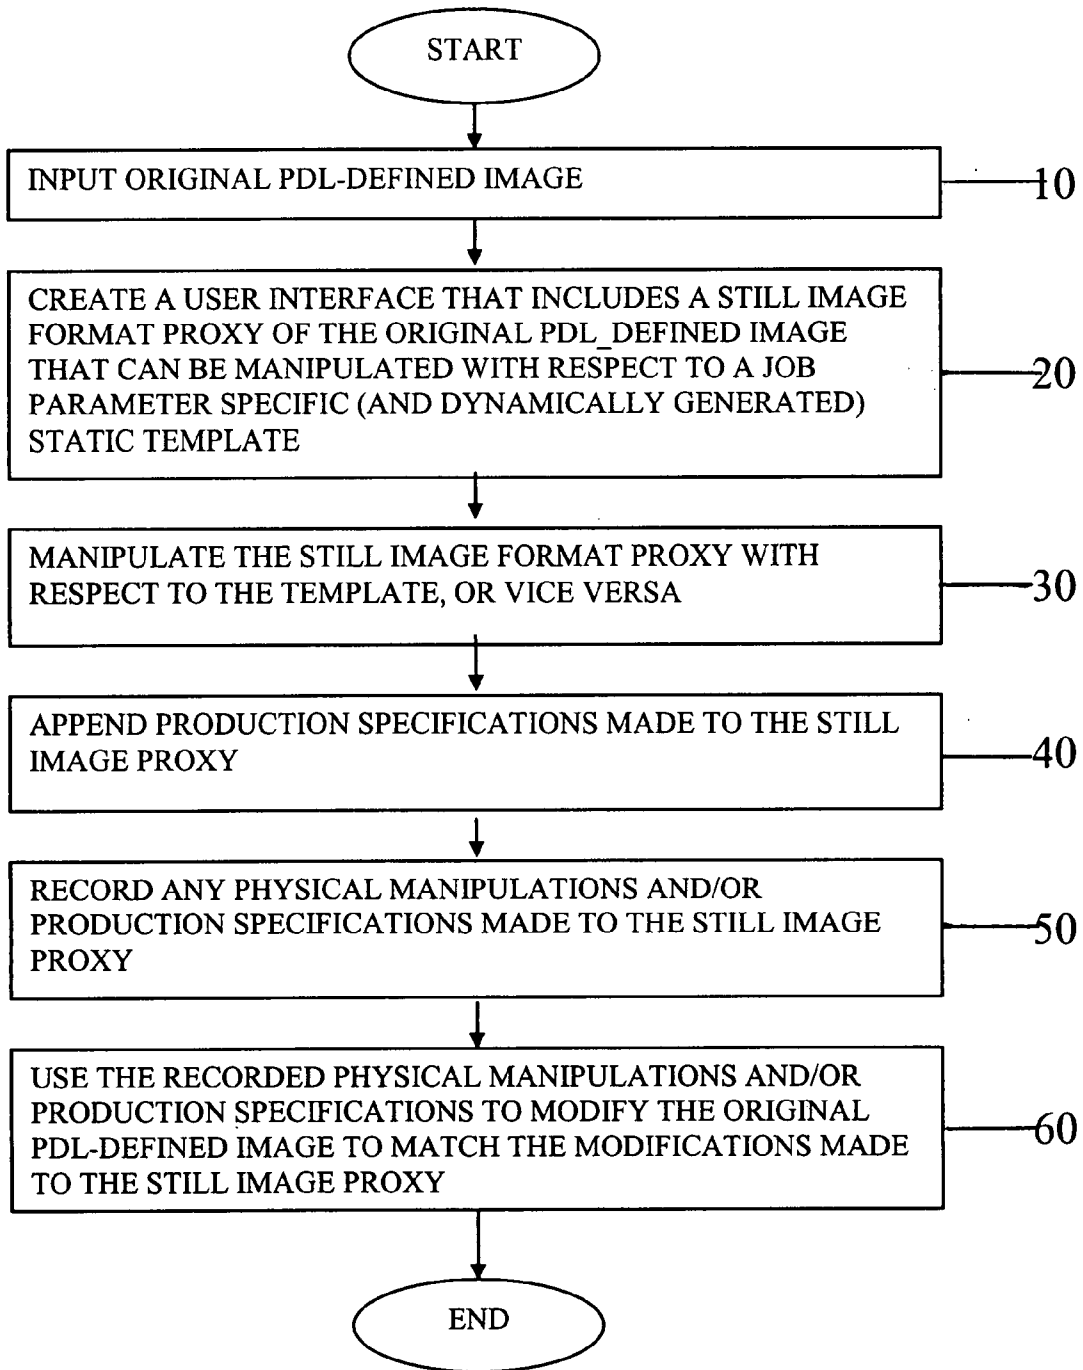 START
INPUT ORIGINAL PDL-DEFINED IMAGE
10
CREATE A USER INTERFACE THAT INCLUDES A STILL IMAGE
FORMAT PROXY OF THE ORIGINAL PDL_DEFINED IMAGE
THAT CAN BE MANIPULATED WITH RESPECT TO A JOB
PARAMETER SPECIFIC (AND DYNAMICALLY GENERATED)
STATIC TEMPLATE
20
MANIPULATE THE STILL IMAGE FORMAT PROXY WITH
RESPECT TO THE TEMPLATE, OR VICE VERSA
30
APPEND PRODUCTION SPECIFICATIONS MADE TO THE STILL
IMAGE PROXY
40
RECORD ANY PHYSICAL MANIPULATIONS AND/OR
PRODUCTION SPECIFICATIONS MADE TO THE STILL IMAGE
PROXY
50
USE THE RECORDED PHYSICAL MANIPULATIONS AND/OR
PRODUCTION SPECIFICATIONS TO MODIFY THE ORIGINAL
PDL-DEFINED IMAGE TO MATCH THE MODIFICATIONS MADE
TO THE STILL IMAGE PROXY
60
END